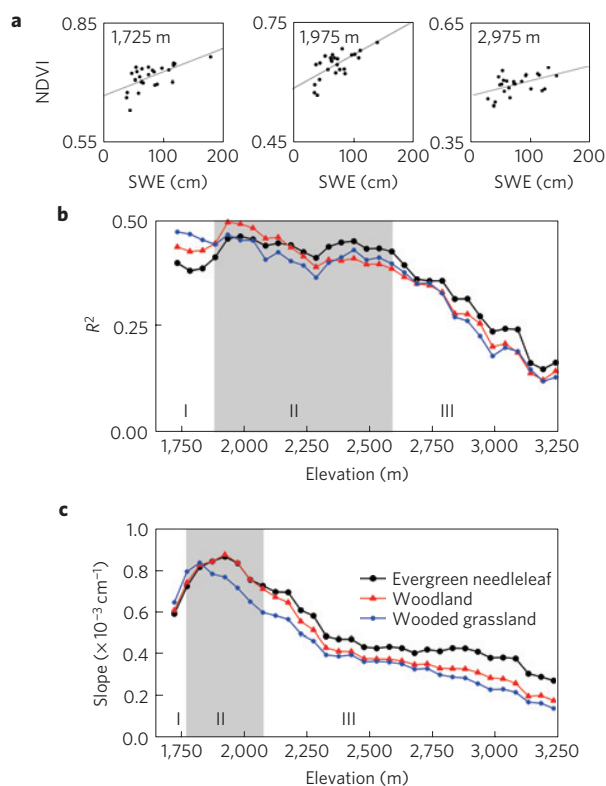 a
0.85 0.75 0.65
1,725 m 1,975 m 2,975 m
NDVI
0.55 0.45 0.35
0 100 200 0 100 200 0 100 200
SWE (cm) SWE (cm) SWE (cm)
b
0.50
0.25
0.00
R²
I II III
1,750 2,000 2,250 2,500 2,750 3,000 3,250
Elevation (m)
c
1.0
0.8
0.6
0.4
0.2
0.0
Slope (×10⁻³ cm⁻¹)
Evergreen needleleaf
Woodland
Wooded grassland
I II III
1,750 2,000 2,250 2,500 2,750 3,000 3,250
Elevation (m)